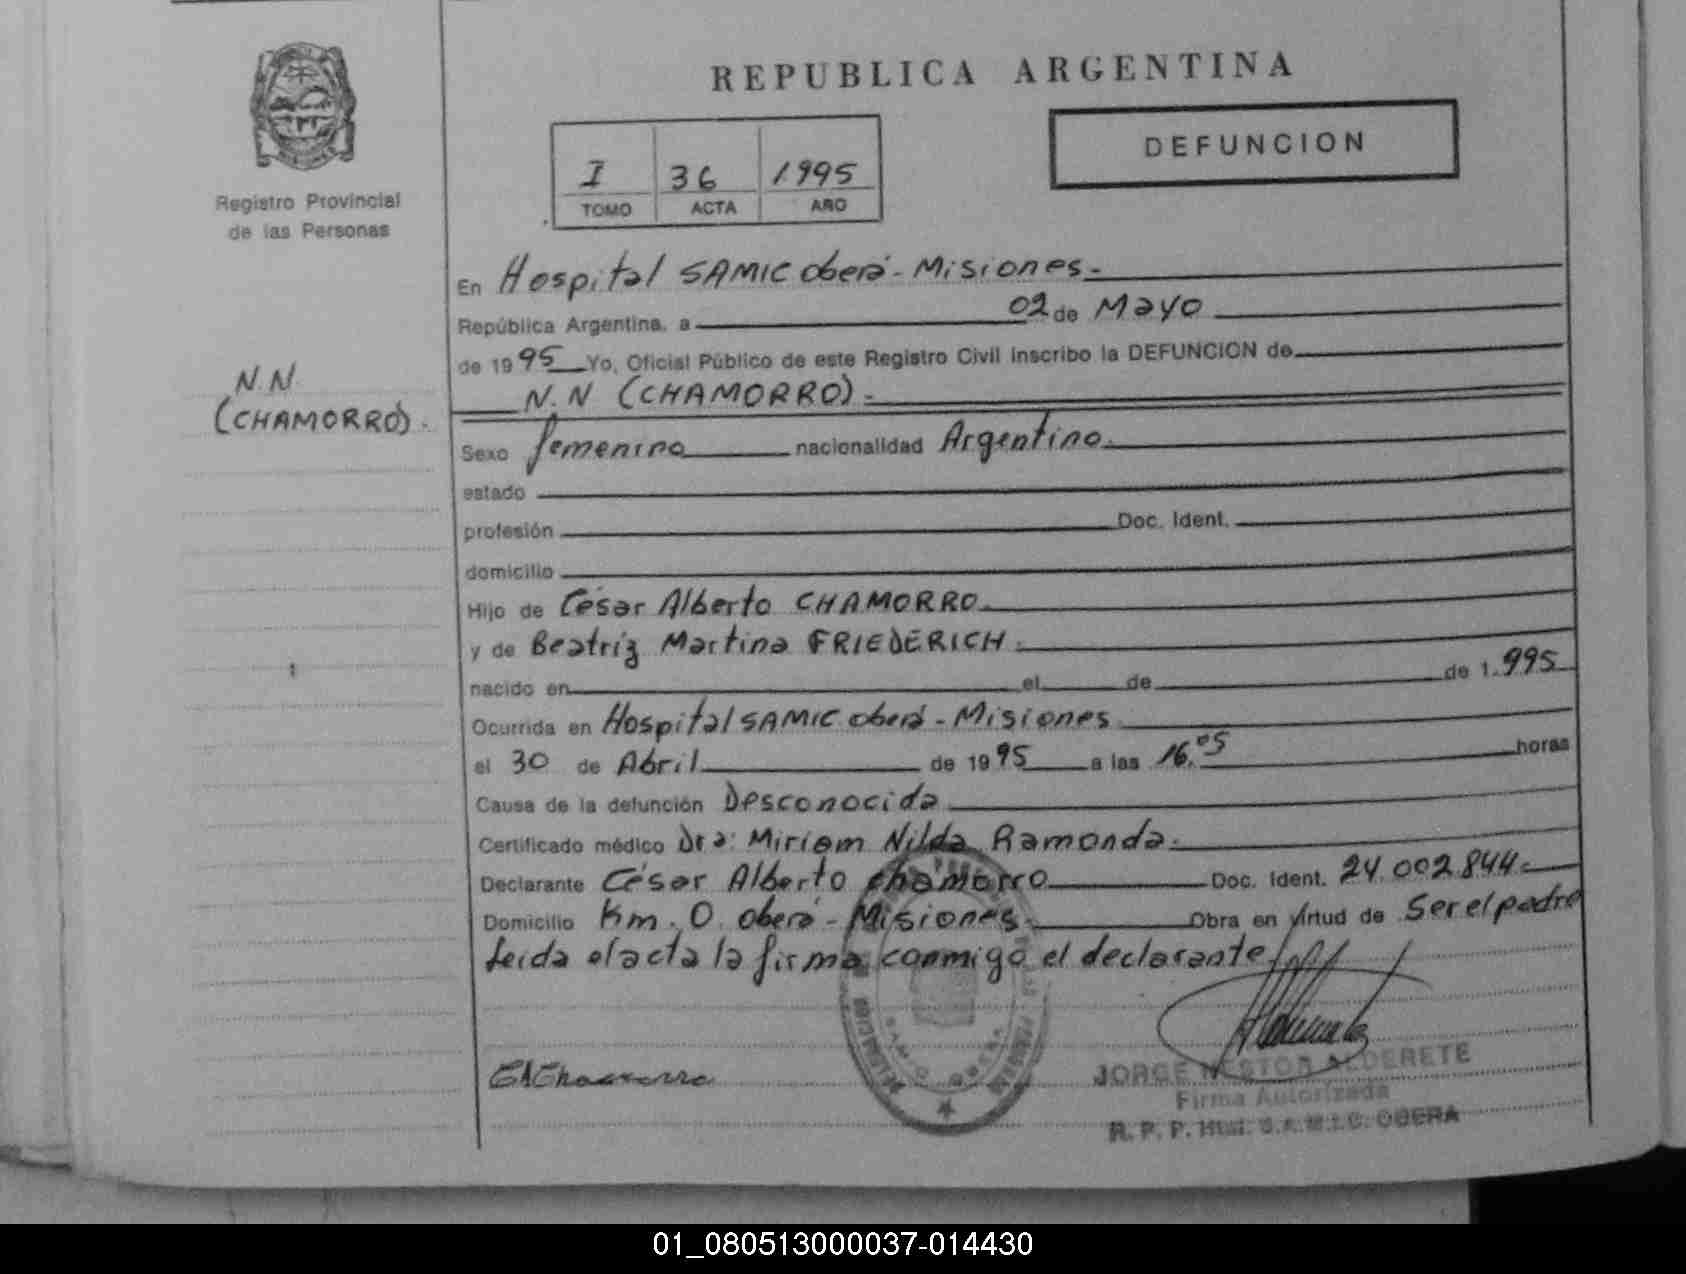 REPUBLICA ARGENTINA
DEFUNCION
I 36 1995
TOMO ACTA AÑO
Registro Provincial
de las Personas
N.N.
(CHAMORRO).
En Hospital SAMIC Oberá - Misiones.-
República Argentina, a 02 de Mayo
de 1995 Yo, Oficial Público de este Registro Civil inscribo la DEFUNCION de
N.N (CHAMORRO).-
Sexo femenino nacionalidad Argentina.
estado
profesión Doc. Ident.
domicilio
Hijo de César Alberto CHAMORRO.
y de Beatriz Martina FRIEDERICH.
nacido en el de de 1.995
Ocurrida en Hospital SAMIC Oberá - Misiones
el 30 de Abril de 1995 a las 16.05 horas
Causa de la defunción Desconocida
Certificado médico Dra: Miriam Nilda Ramonda.
Declarante César Alberto Chamorro Doc. Ident. 24.002.844.
Domicilio Km. 0. Oberá - Misiones. Obra en virtud de Ser el padre
Leida el acta la firma conmigo el declarante
JORGE NESTOR ALDERETE
Firma Autorizada
R. P. P. Htal. S.A.M.I.C. OBERA
01_080513000037-014430